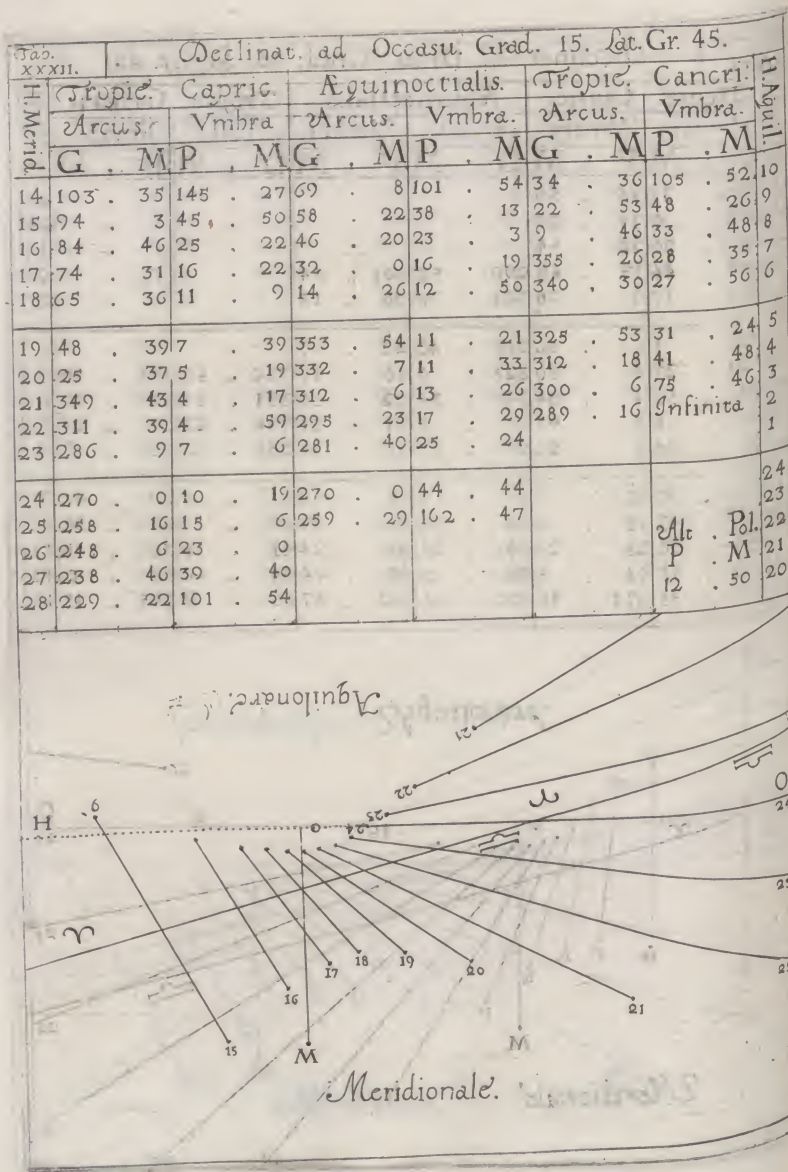 Tab. XXXII. Declinat. ad Occasu. Grad. 15. Lat. Gr. 45.
H. Merid. Tropic. Capric. Æquinoctialis. Tropic. Cancri. H. Aquil.
Arcus. Vmbra Arcus. Vmbra. Arcus. Vmbra.
G . M P . M G . M P . M G . M P . M
14 103 . 35 145 . 27 69 . 8 101 . 54 34 . 36 105 . 52 10
15 94 . 3 45 . 50 58 . 22 38 . 13 22 . 53 48 . 26 9
16 84 . 46 25 . 22 46 . 20 23 . 3 9 . 46 33 . 48 8
17 74 . 31 16 . 22 32 . 0 16 . 19 355 . 26 28 . 35 7
18 65 . 36 11 . 9 14 . 26 12 . 50 340 . 30 27 . 56 6
19 48 . 39 7 . 39 353 . 54 11 . 21 325 . 53 31 . 24 5
20 25 . 37 5 . 19 332 . 7 11 . 33 312 . 18 41 . 48 4
21 349 . 43 4 . 17 312 . 6 13 . 26 300 . 6 75 . 46 3
22 311 . 39 4 . 59 295 . 23 17 . 29 289 . 16 Infinita 2
23 286 . 9 7 . 6 281 . 40 25 . 24 1
24 270 . 0 10 . 19 270 . 0 44 . 44 24
25 258 . 16 15 . 6 259 . 29 162 . 47 23
26 248 . 6 23 . 0 Alt . Pol. 22
27 238 . 46 39 . 40 P . M 21
28 229 . 22 101 . 54 12 . 50 20
Aquilonare.
21
22
23
♈ ♎
H 9 O 24 O
24
♎
23
♈
17 18 19 20
16
21
15
M
Meridionale.